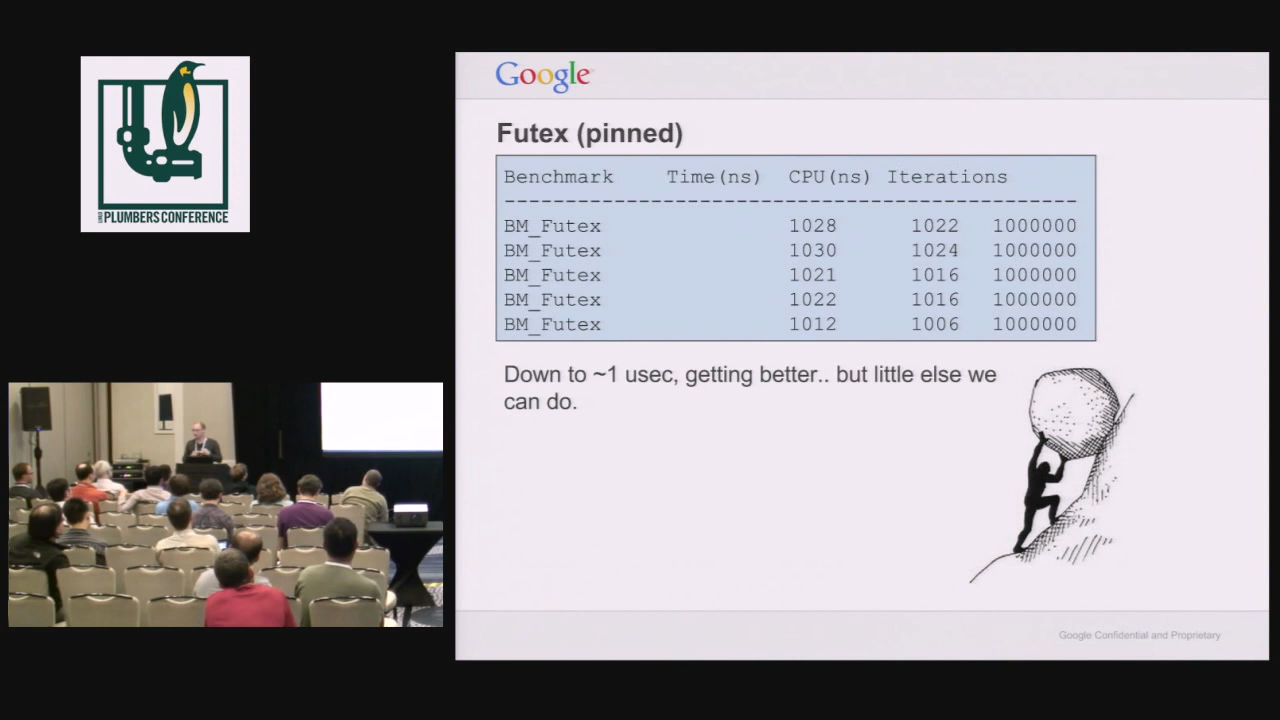 LINUX PLUMBERS CONFERENCE
Google
Futex (pinned)
Benchmark Time(ns) CPU(ns) Iterations
-----------------------------------------------
BM_Futex 1028 1022 1000000
BM_Futex 1030 1024 1000000
BM_Futex 1021 1016 1000000
BM_Futex 1022 1016 1000000
BM_Futex 1012 1006 1000000
Down to ~1 usec, getting better.. but little else we
can do.
Google Confidential and Proprietary